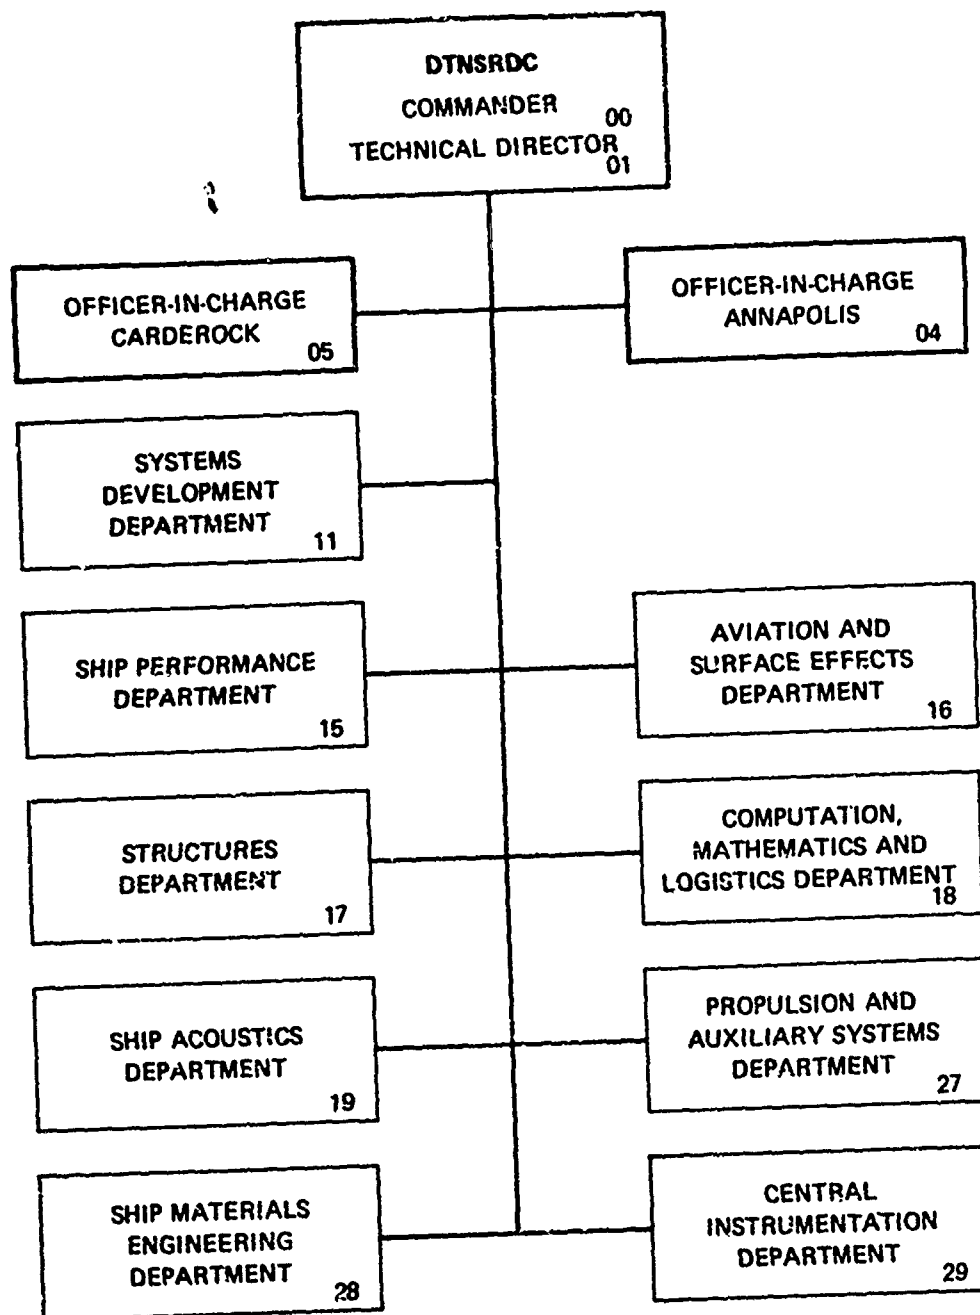 DTNSRDC
COMMANDER
00
TECHNICAL DIRECTOR
01
OFFICER-IN-CHARGE
CARDEROCK
05
OFFICER-IN-CHARGE
ANNAPOLIS
04
SYSTEMS
DEVELOPMENT
DEPARTMENT
11
SHIP PERFORMANCE
DEPARTMENT
15
AVIATION AND
SURFACE EFFECTS
DEPARTMENT
16
STRUCTURES
DEPARTMENT
17
COMPUTATION,
MATHEMATICS AND
LOGISTICS DEPARTMENT
18
SHIP ACOUSTICS
DEPARTMENT
19
PROPULSION AND
AUXILIARY SYSTEMS
DEPARTMENT
27
SHIP MATERIALS
ENGINEERING
DEPARTMENT
28
CENTRAL
INSTRUMENTATION
DEPARTMENT
29